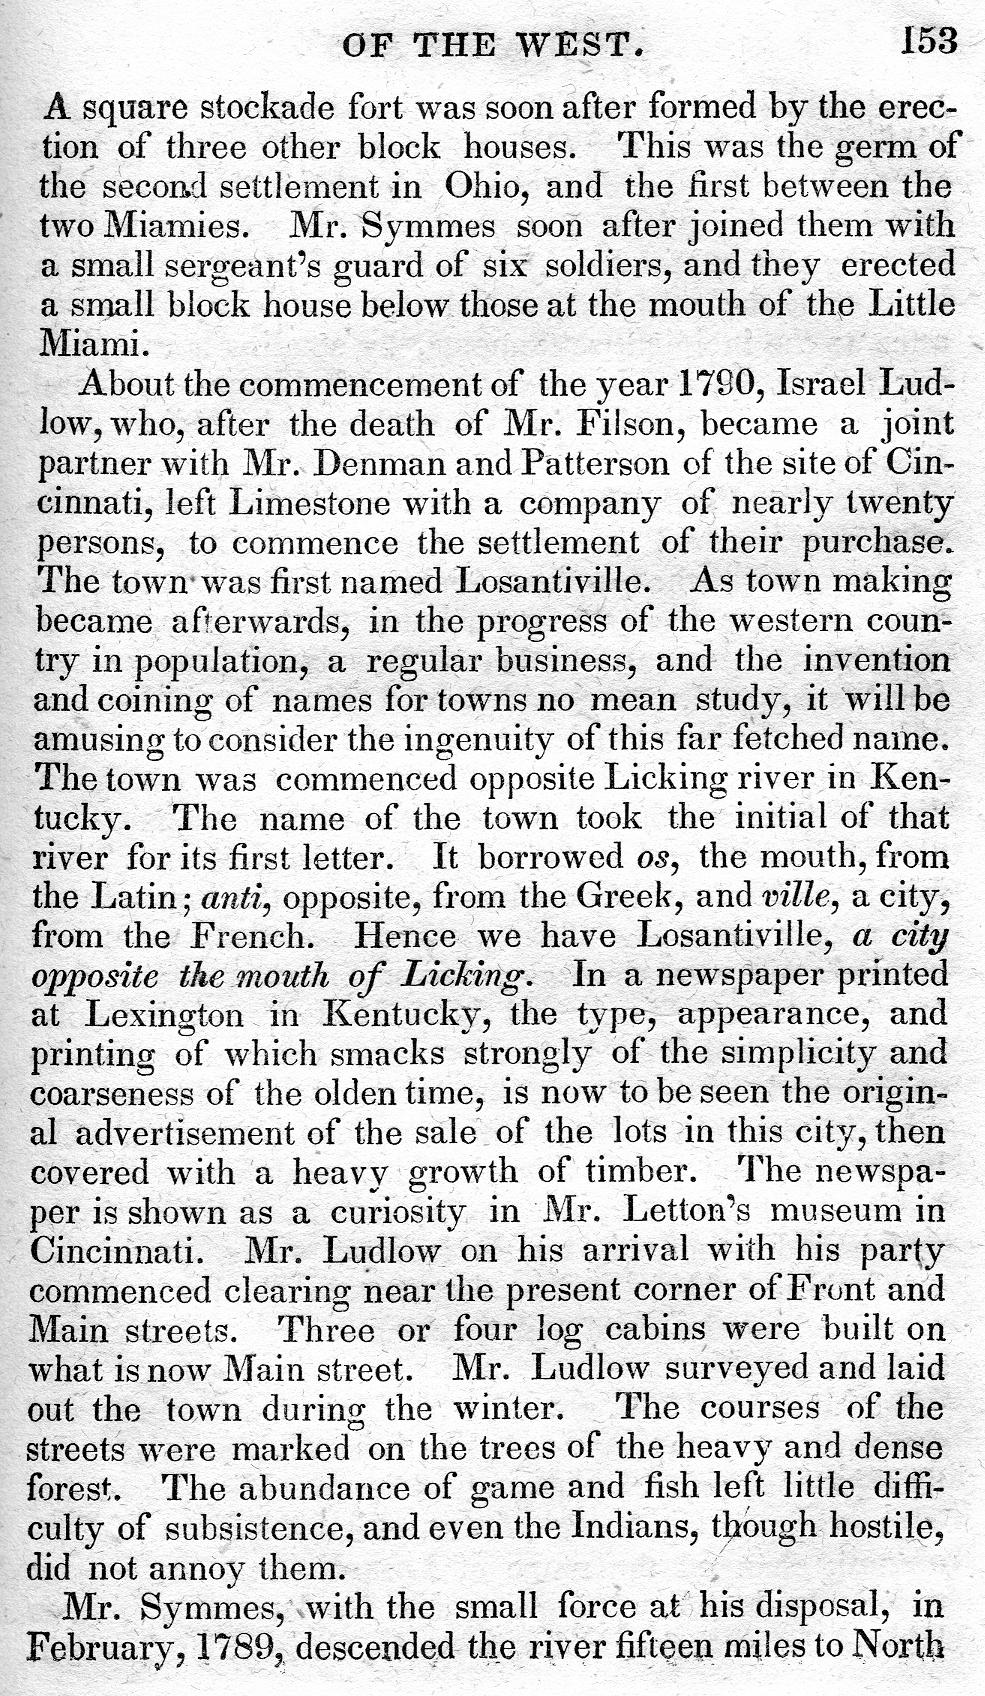 OF THE WEST. 153
A square stockade fort was soon after formed by the erec-
tion of three other block houses. This was the germ of
the second settlement in Ohio, and the first between the
two Miamies. Mr. Symmes soon after joined them with
a small sergeant's guard of six soldiers, and they erected
a small block house below those at the mouth of the Little
Miami.
About the commencement of the year 1790, Israel Lud-
low, who, after the death of Mr. Filson, became a joint
partner with Mr. Denman and Patterson of the site of Cin-
cinnati, left Limestone with a company of nearly twenty
persons, to commence the settlement of their purchase.
The town was first named Losantiville. As town making
became afterwards, in the progress of the western coun-
try in population, a regular business, and the invention
and coining of names for towns no mean study, it will be
amusing to consider the ingenuity of this far fetched name.
The town was commenced opposite Licking river in Ken-
tucky. The name of the town took the initial of that
river for its first letter. It borrowed os, the mouth, from
the Latin; anti, opposite, from the Greek, and ville, a city,
from the French. Hence we have Losantiville, a city
opposite the mouth of Licking. In a newspaper printed
at Lexington in Kentucky, the type, appearance, and
printing of which smacks strongly of the simplicity and
coarseness of the olden time, is now to be seen the origin-
al advertisement of the sale of the lots in this city, then
covered with a heavy growth of timber. The newspa-
per is shown as a curiosity in Mr. Letton's museum in
Cincinnati. Mr. Ludlow on his arrival with his party
commenced clearing near the present corner of Front and
Main streets. Three or four log cabins were built on
what is now Main street. Mr. Ludlow surveyed and laid
out the town during the winter. The courses of the
streets were marked on the trees of the heavy and dense
forest. The abundance of game and fish left little diffi-
culty of subsistence, and even the Indians, though hostile,
did not annoy them.
Mr. Symmes, with the small force at his disposal, in
February, 1789, descended the river fifteen miles to North